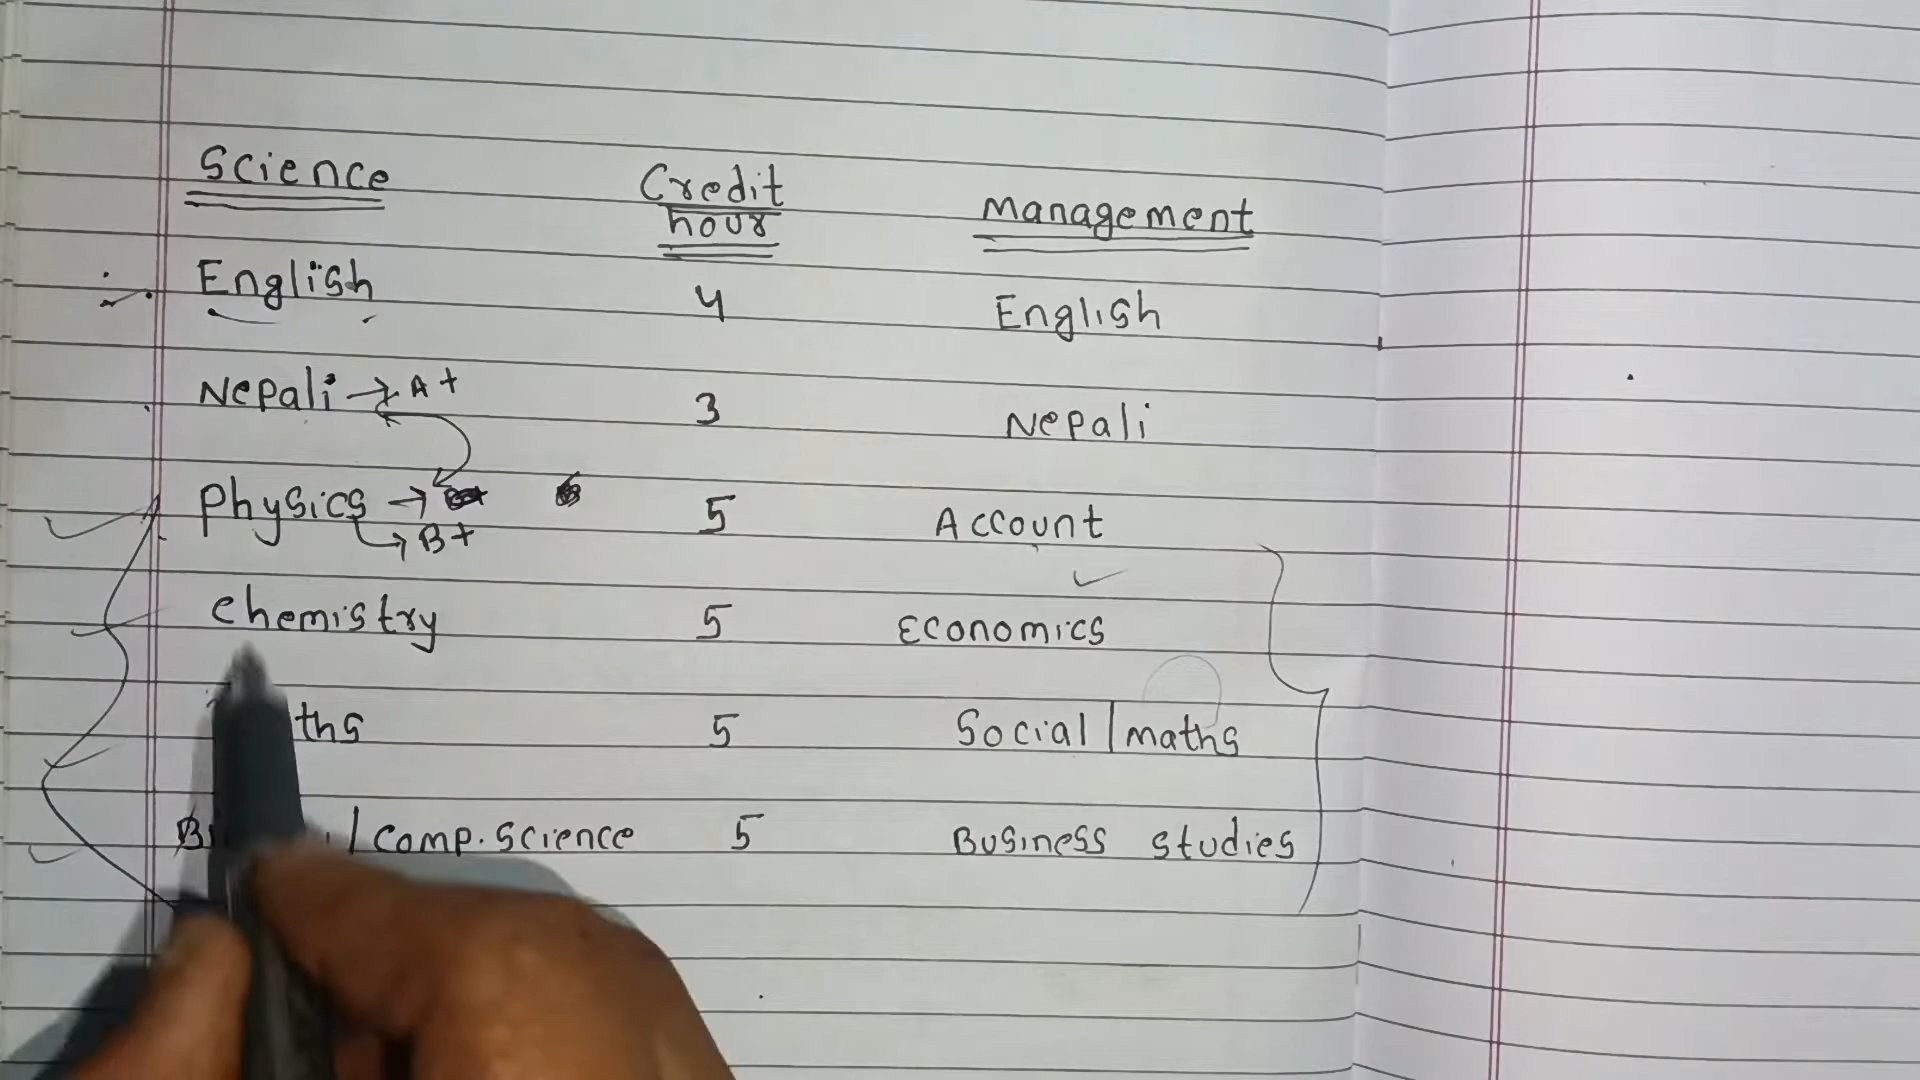 Science Credit hour Management
English 4 English
Nepali → A+ 3 Nepali
Physics → 5 Account
→ B+
Chemistry 5 Economics
ths 5 Social | maths
| Comp. Science 5 Business studies